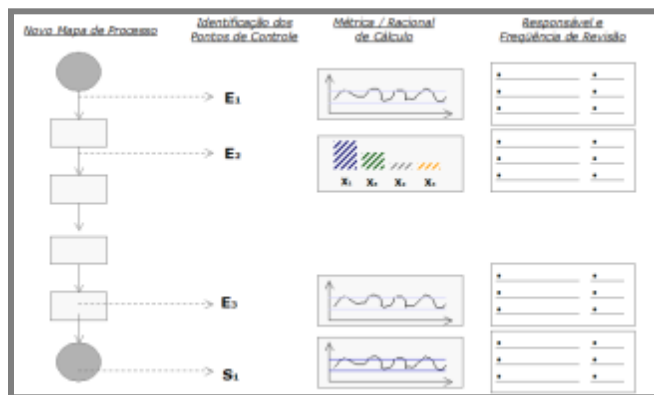 Novo Mapa de Processo
Identificação dos
Pontos de Controle
Métrica / Racional
de Cálculo
Responsável e
Freqüência de Revisão
E₁
E₂
X₁ X₂ X₃ X₄
E₃
S₁